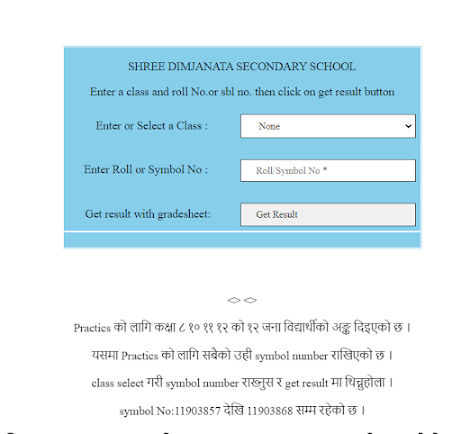 SHREE DIMJANATA SECONDARY SCHOOL
Enter a class and roll No.or sbl no. then click on get result button
Enter or Select a Class :
None
Enter Roll or Symbol No :
Roll/Symbol No *
Get result with gradesheet:
Get Result
<> <>
Practics को लागि कक्षा ८ १० ११ १२ को १२ जना विद्यार्थीको अङ्क दिइएको छ ।
यसमा Practics को लागि सबैको उही symbol number राखिएको छ ।
class select गरी symbol number राख्नुस र get result मा थिच्नुहोला ।
symbol No:11903857 देखि 11903868 सम्म रहेको छ ।